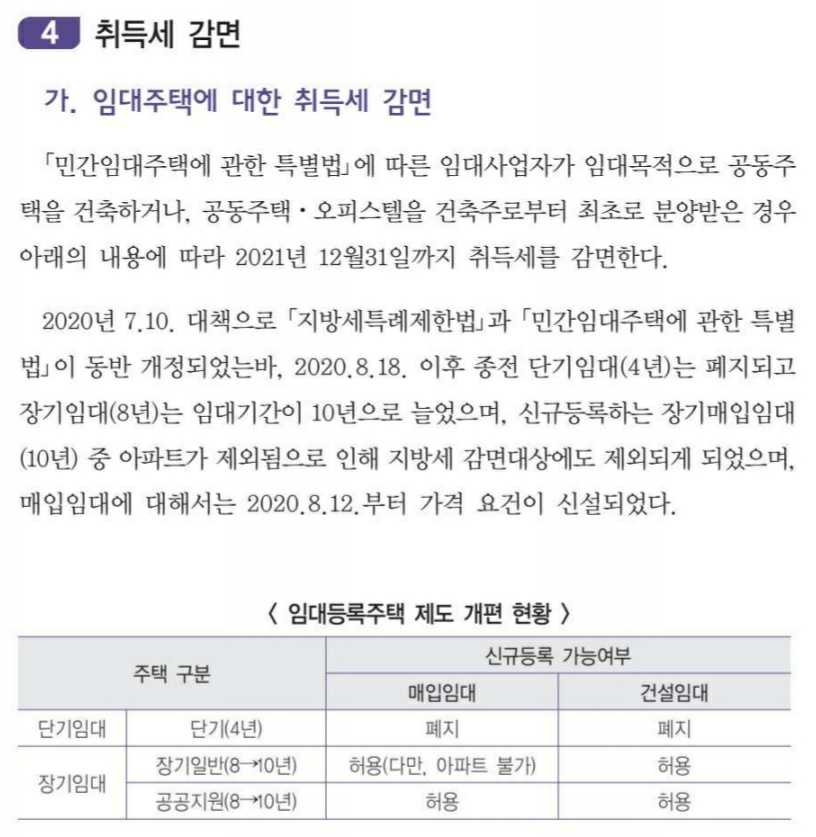 4 취득세 감면
가. 임대주택에 대한 취득세 감면
「민간임대주택에 관한 특별법」에 따른 임대사업자가 임대목적으로 공동주
택을 건축하거나, 공동주택·오피스텔을 건축주로부터 최초로 분양받은 경우
아래의 내용에 따라 2021년 12월31일까지 취득세를 감면한다.
2020년 7.10. 대책으로 「지방세특례제한법」과 「민간임대주택에 관한 특별
법」이 동반 개정되었는바, 2020.8.18. 이후 종전 단기임대(4년)는 폐지되고
장기임대(8년)는 임대기간이 10년으로 늘었으며, 신규등록하는 장기매입임대
(10년) 중 아파트가 제외됨으로 인해 지방세 감면대상에도 제외되게 되었으며,
매입임대에 대해서는 2020.8.12.부터 가격 요건이 신설되었다.
〈 임대등록주택 제도 개편 현황 〉
주택 구분 신규등록 가능여부
매입임대 건설임대
단기임대 단기(4년) 폐지 폐지
장기임대 장기일반(8→10년) 허용(다만, 아파트 불가) 허용
공공지원(8→10년) 허용 허용